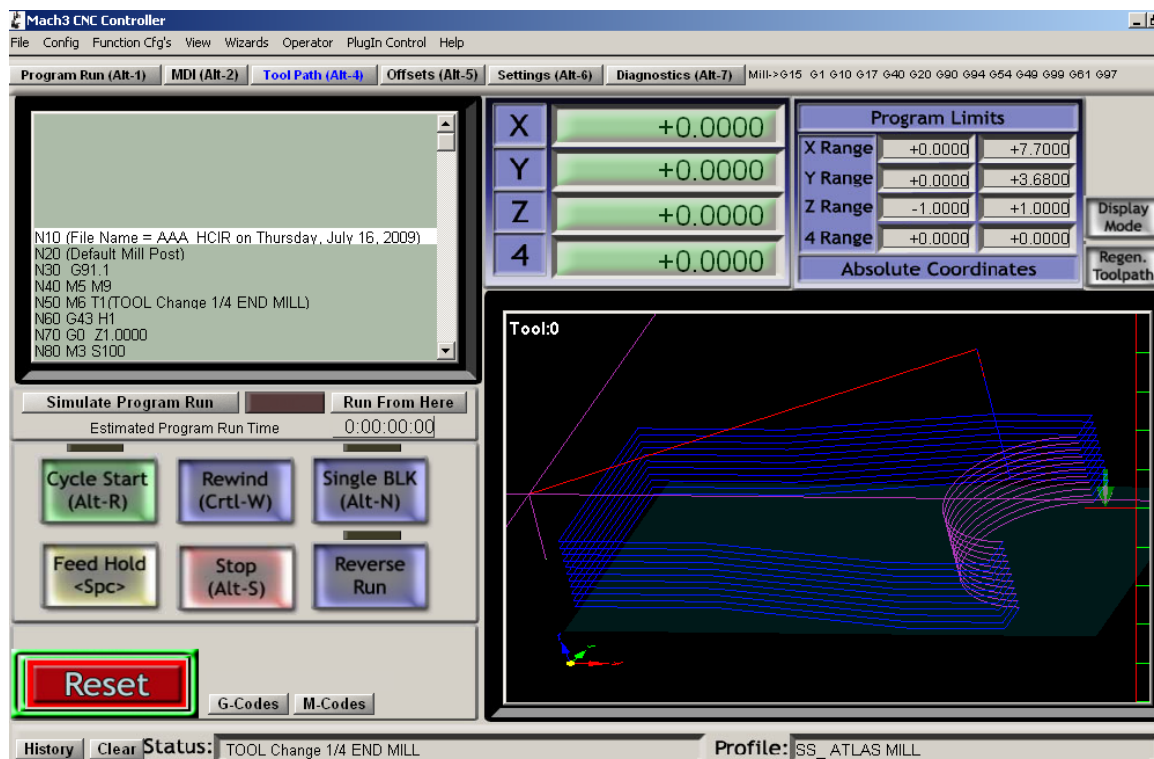 Mach3 CNC Controller
File Config Function Cfg's View Wizards Operator PlugIn Control Help
Program Run (Alt-1) MDI (Alt-2) Tool Path (Alt-4) Offsets (Alt-5) Settings (Alt-6) Diagnostics (Alt-7) Mill->G15 G1 G10 G17 G40 G20 G90 G94 G54 G49 G99 G61 G97
N10 (File Name = AAA_HCIR on Thursday, July 16, 2009)
N20 (Default Mill Post)
N30 G91.1
N40 M5 M9
N50 M6 T1(TOOL Change 1/4 END MILL)
N60 G43 H1
N70 G0 Z1.0000
N80 M3 S100
X +0.0000
Y +0.0000
Z +0.0000
4 +0.0000
Program Limits
X Range +0.0000 +7.7000
Y Range +0.0000 +3.6800
Z Range -1.0000 +1.0000
4 Range +0.0000 +0.0000
Absolute Coordinates
Display
Mode
Regen.
Toolpath
Tool:0
Simulate Program Run Run From Here
Estimated Program Run Time 0:00:00:00
Cycle Start
(Alt-R)
Rewind
(Crtl-W)
Single BLK
(Alt-N)
Feed Hold
<Spc>
Stop
(Alt-S)
Reverse
Run
Reset
G-Codes M-Codes
History Clear Status: TOOL Change 1/4 END MILL Profile: SS_ ATLAS MILL